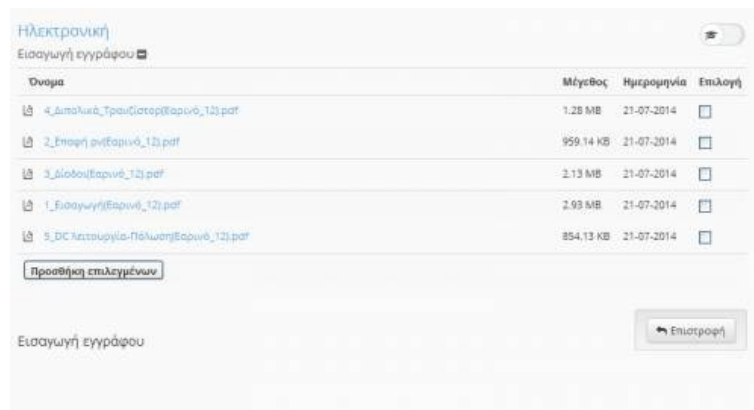 Ηλεκτρονική
Εισαγωγή εγγράφου
Όνομα Μέγεθος Ημερομηνία Επιλογή
4_Διπολικά_Τρανζίστορ(Εαρινό_12).pdf 1.28 MB 21-07-2014
2_Επαφή pn(Εαρινό_12).pdf 959.14 KB 21-07-2014
3_Δίοδοι(Εαρινό_12).pdf 2.13 MB 21-07-2014
1_Εισαγωγή(Εαρινό_12).pdf 2.93 MB 21-07-2014
5_DC λειτουργία-Πόλωση(Εαρινό_12).pdf 854.13 KB 21-07-2014
Προσθήκη επιλεγμένων
Επιστροφή
Εισαγωγή εγγράφου